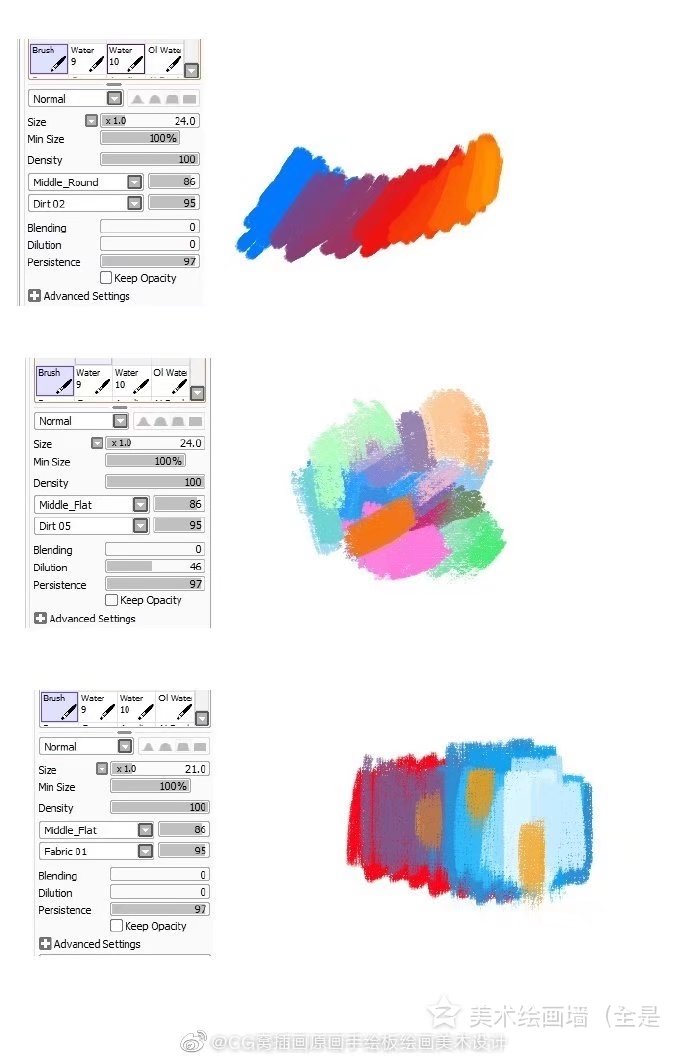 Brush Water 9 Water 10 Ol Wate
Normal
Size x 1.0 24.0
Min Size 100%
Density 100
Middle_Round 86
Dirt 02 95
Blending 0
Dilution 0
Persistence 97
Keep Opacity
Advanced Settings
Brush Water 9 Water 10 Ol Wate
Normal
Size x 1.0 24.0
Min Size 100%
Density 100
Middle_Flat 86
Dirt 05 95
Blending 0
Dilution 46
Persistence 97
Keep Opacity
Advanced Settings
Brush Water 9 Water 10 Ol Wate
Normal
Size x 1.0 21.0
Min Size 100%
Density 100
Middle_Flat 86
Fabric 01 95
Blending 0
Dilution 0
Persistence 97
Keep Opacity
Advanced Settings
美术绘画墙（主是
@CG 插画原画手绘板绘画美术设计